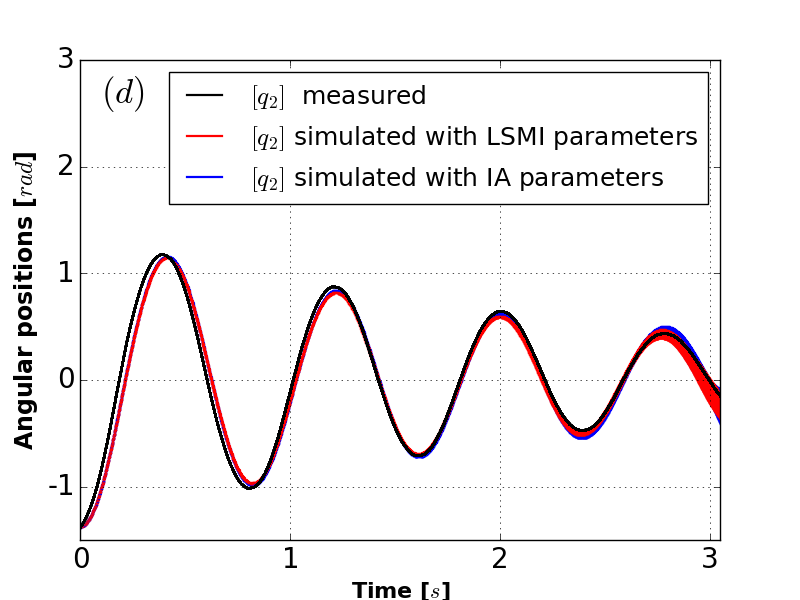 3
(d)
[q₂] measured
[q₂] simulated with LSMI parameters
[q₂] simulated with IA parameters
2
1
0
-1
Angular positions [rad]
0 1 2 3
Time [s]